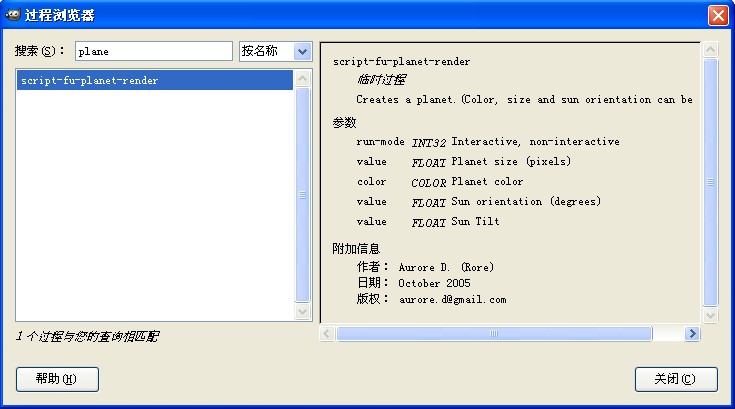 过程浏览器
搜索(S)： plane 按名称
script-fu-planet-render
1 个过程与您的查询相匹配
script-fu-planet-render
临时过程
Creates a planet.(Color, size and sun orientation can be
参数
run-mode INT32 Interactive, non-interactive
value FLOAT Planet size (pixels)
color COLOR Planet color
value FLOAT Sun orientation (degrees)
value FLOAT Sun Tilt
附加信息
作者： Aurore D. (Rore)
日期： October 2005
版权： aurore.d@gmail.com
帮助(H) 关闭(C)